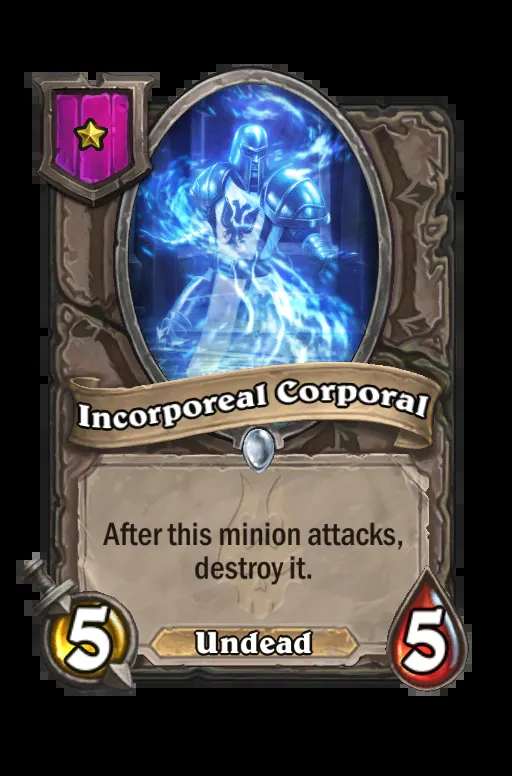 Incorporeal Corporal
After this minion attacks,
destroy it.
5
Undead
5